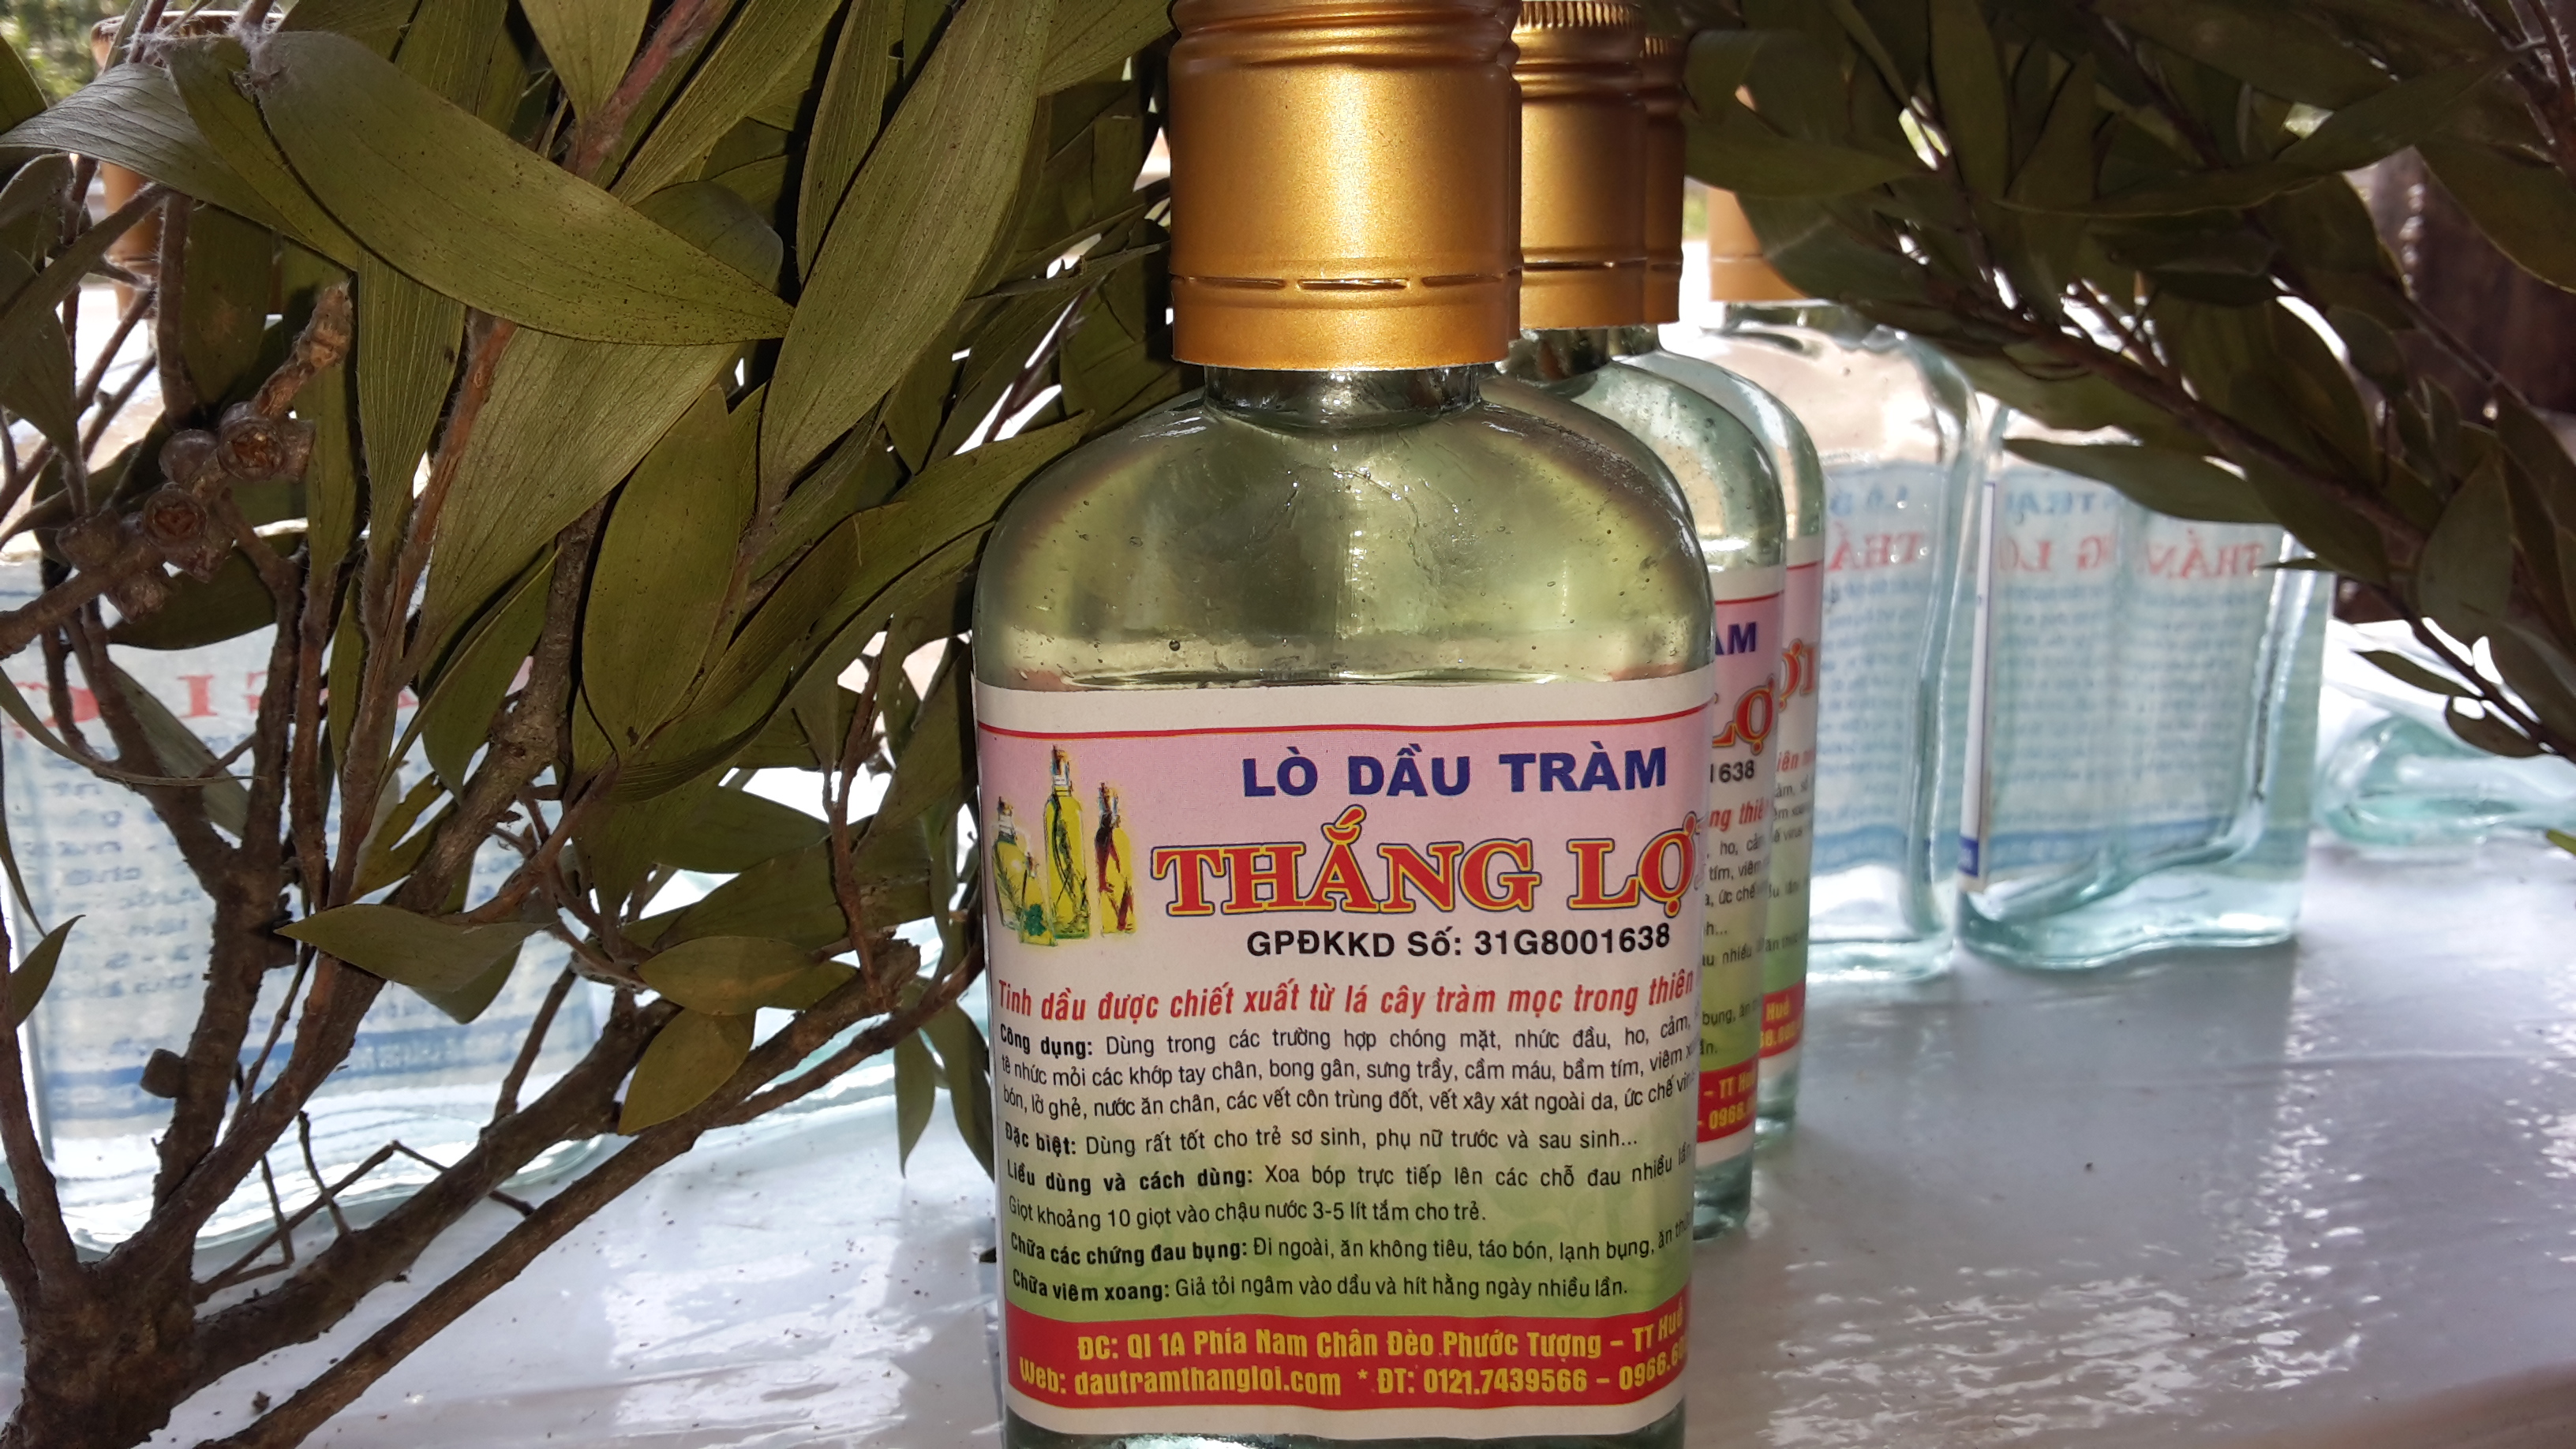 LÒ DẦU TRÀM
THẮNG LỢ
GPĐKKD Số: 31G8001638
Tinh dầu được chiết xuất từ lá cây tràm mọc trong thiên
Công dụng: Dùng trong các trường hợp chóng mặt, nhức đầu, ho, cảm,
tê nhức mỏi các khớp tay chân, bong gân, sưng trầy, cầm máu, bầm tím, viêm
bón, lở ghẻ, nước ăn chân, các vết côn trùng đốt, vết xây xát ngoài da, ức chế
Đặc biệt: Dùng rất tốt cho trẻ sơ sinh, phụ nữ trước và sau sinh...
Liều dùng và cách dùng: Xoa bóp trực tiếp lên các chỗ đau nhiều lần
Giọt khoảng 10 giọt vào chậu nước 3-5 lít tắm cho trẻ.
Chữa các chứng đau bụng: Đi ngoài, ăn không tiêu, táo bón, lạnh bụng, ăn
Chữa viêm xoang: Giả tỏi ngâm vào dầu và hít hằng ngày nhiều lần.
ĐC: Ql 1A Phía Nam Chân Đèo Phước Tượng – TT Huế
Web: dautramthangloi.com * ĐT: 0121.7439566 – 0966.6